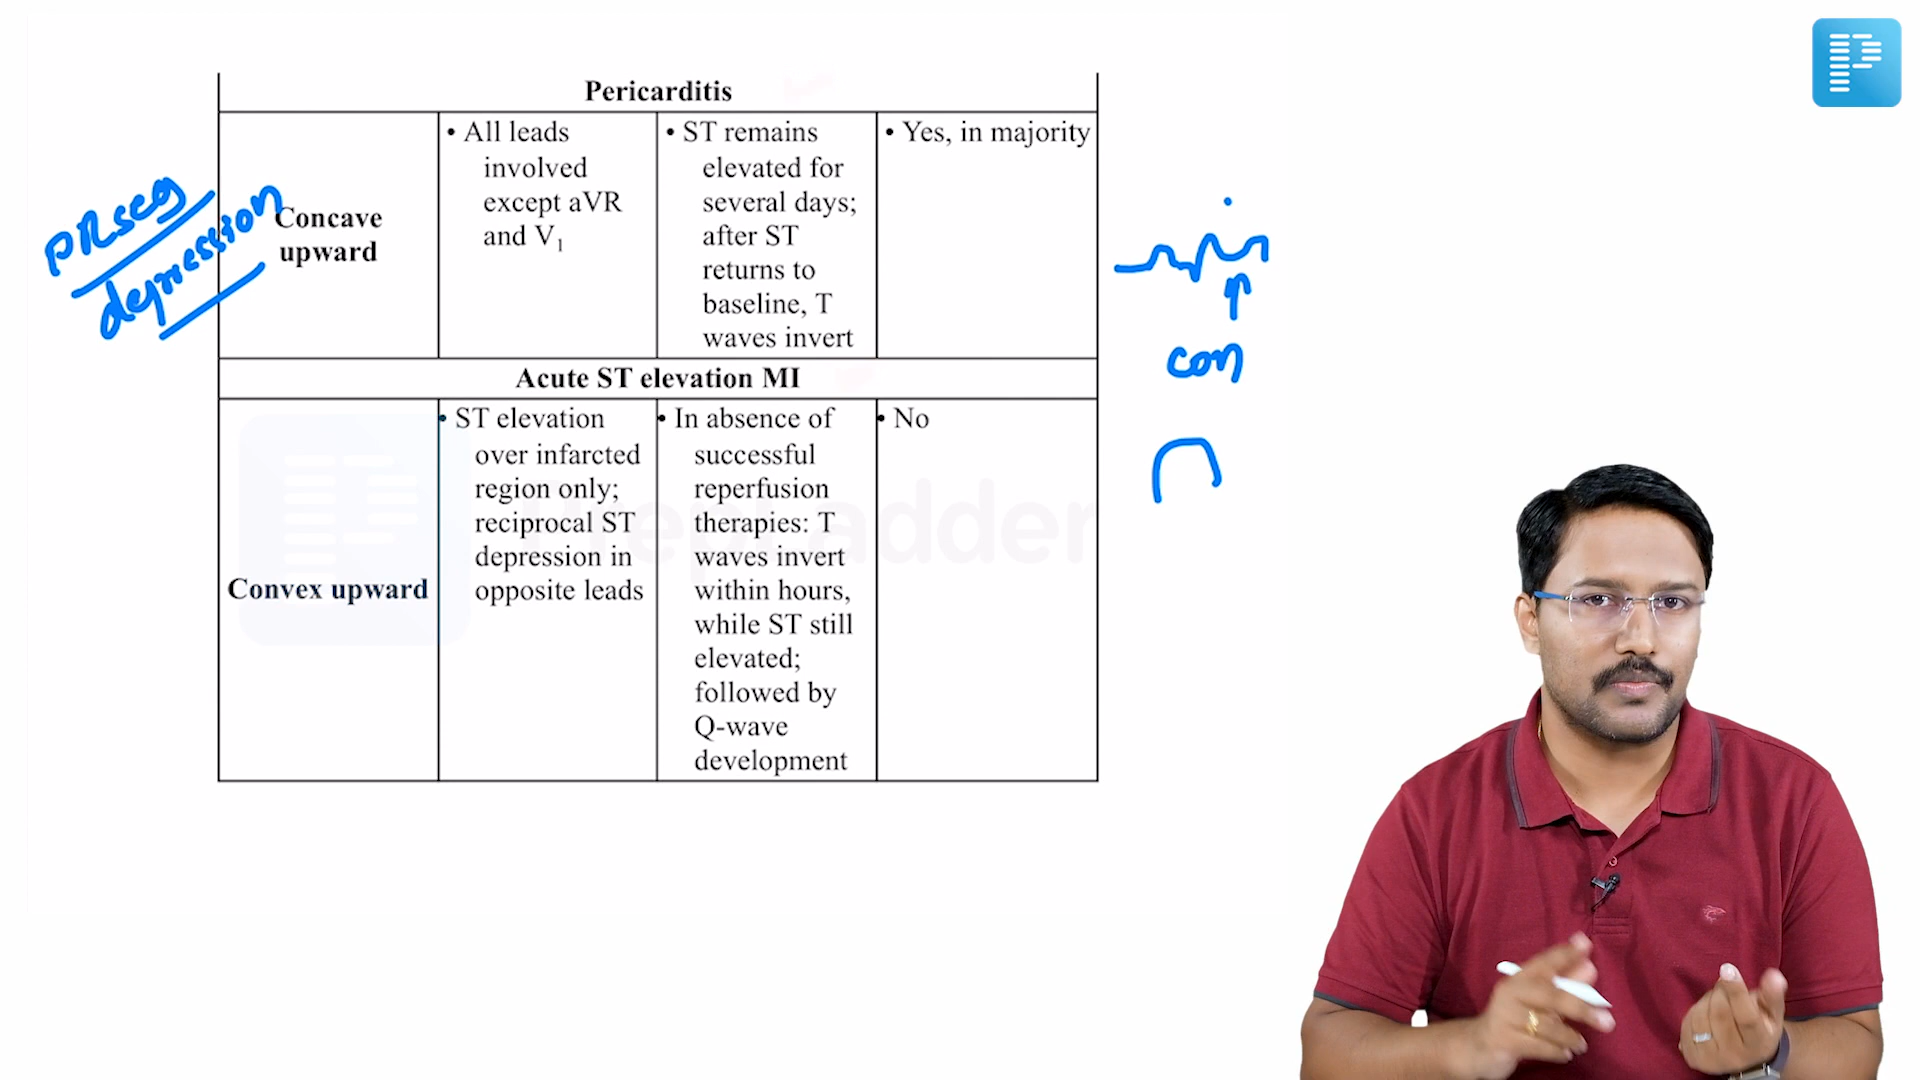 Pericarditis
PR seg
depression
Concave
upward
• All leads
involved
except aVR
and V1
• ST remains
elevated for
several days;
after ST
returns to
baseline, T
waves invert
• Yes, in majority
con
Acute ST elevation MI
Convex upward
• ST elevation
over infarcted
region only;
reciprocal ST
depression in
opposite leads
• In absence of
successful
reperfusion
therapies: T
waves invert
within hours,
while ST still
elevated;
followed by
Q-wave
development
• No
PrepLadder